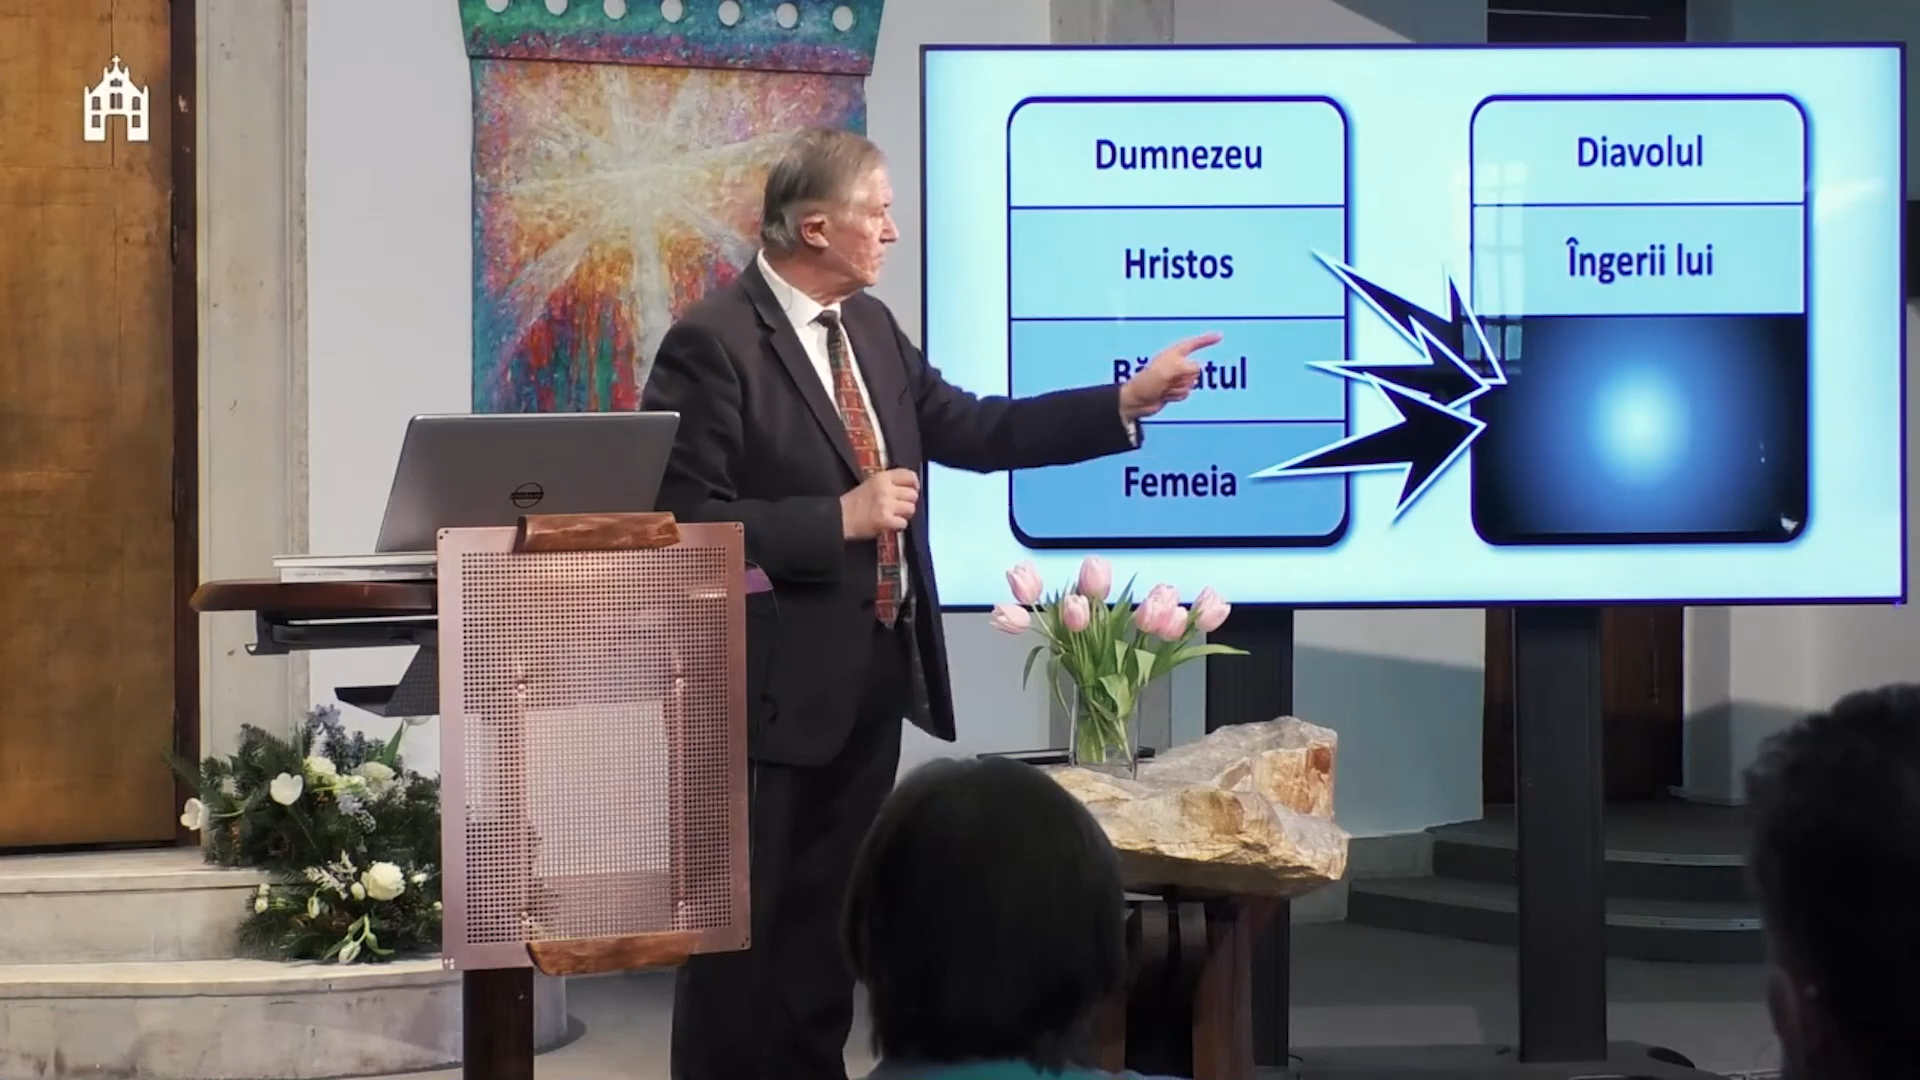 Dumnezeu
Hristos
Femeia
Diavolul
Îngerii lui